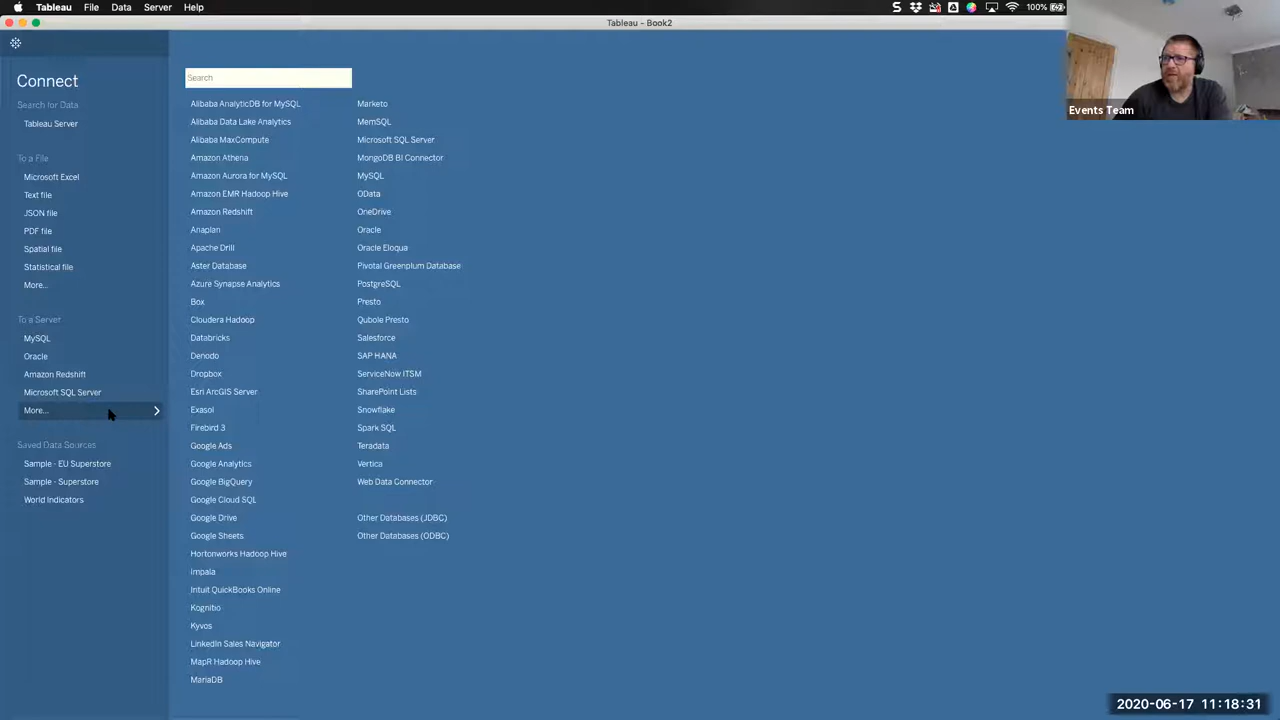 Tableau File Data Server Help
100%
Tableau - Book2
Events Team
Connect
Search for Data
Tableau Server
To a File
Microsoft Excel
Text file
JSON file
PDF file
Spatial file
Statistical file
More...
To a Server
MySQL
Oracle
Amazon Redshift
Microsoft SQL Server
More...
Saved Data Sources
Sample - EU Superstore
Sample - Superstore
World Indicators
Search
Alibaba AnalyticDB for MySQL
Alibaba Data Lake Analytics
Alibaba MaxCompute
Amazon Athena
Amazon Aurora for MySQL
Amazon EMR Hadoop Hive
Amazon Redshift
Anaplan
Apache Drill
Aster Database
Azure Synapse Analytics
Box
Cloudera Hadoop
Databricks
Denodo
Dropbox
Esri ArcGIS Server
Exasol
Firebird 3
Google Ads
Google Analytics
Google BigQuery
Google Cloud SQL
Google Drive
Google Sheets
Hortonworks Hadoop Hive
Impala
Intuit QuickBooks Online
Kognitio
Kyvos
LinkedIn Sales Navigator
MapR Hadoop Hive
MariaDB
Marketo
MemSQL
Microsoft SQL Server
MongoDB BI Connector
MySQL
OData
OneDrive
Oracle
Oracle Eloqua
Pivotal Greenplum Database
PostgreSQL
Presto
Qubole Presto
Salesforce
SAP HANA
ServiceNow ITSM
SharePoint Lists
Snowflake
Spark SQL
Teradata
Vertica
Web Data Connector
Other Databases (JDBC)
Other Databases (ODBC)
2020-06-17 11:18:31